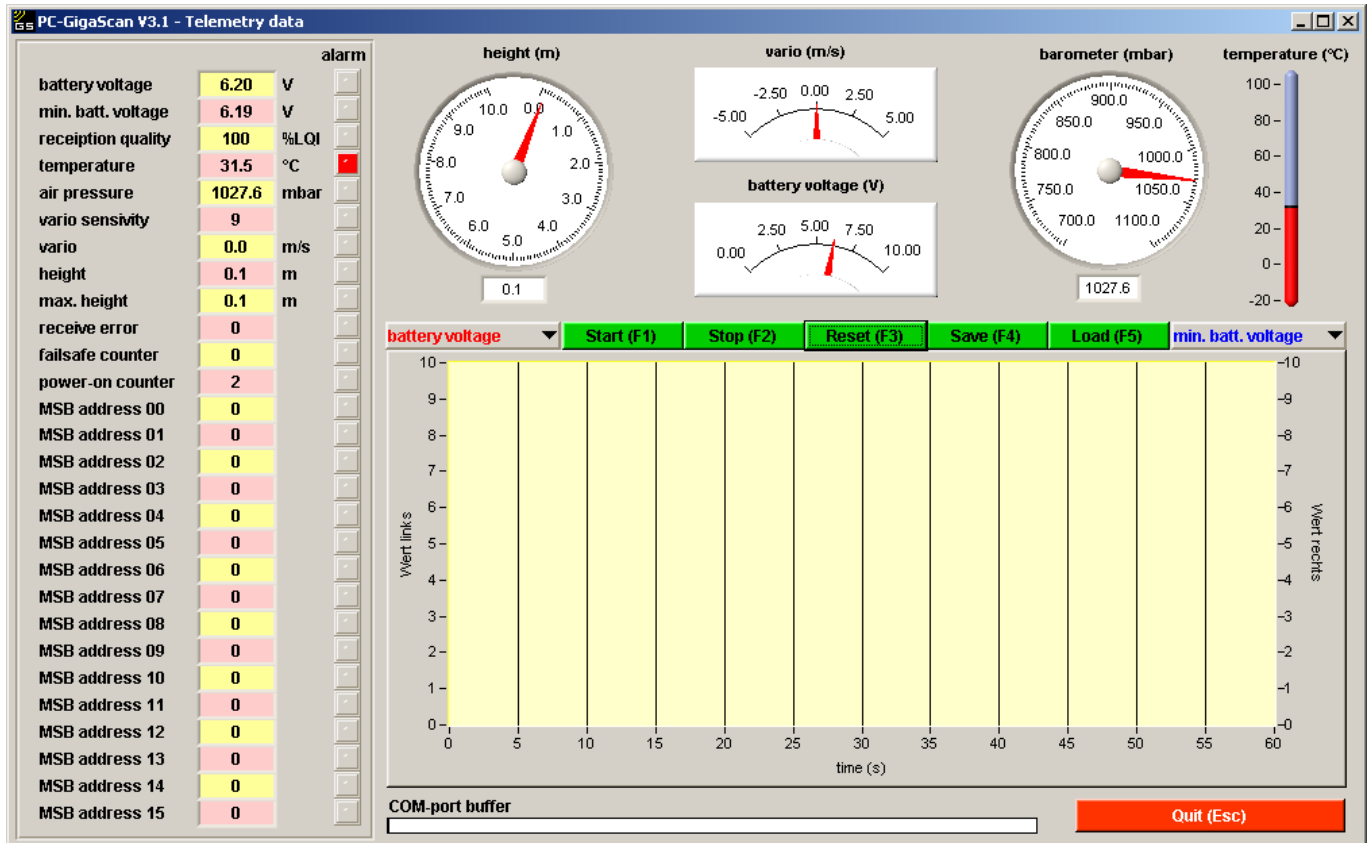 PC-GigaScan V3.1 - Telemetry data
alarm
battery voltage 6.20 V
min. batt. voltage 6.19 V
receiption quality 100 %LQI
temperature 31.5 °C
air pressure 1027.6 mbar
vario sensivity 9
vario 0.0 m/s
height 0.1 m
max. height 0.1 m
receive error 0
failsafe counter 0
power-on counter 2
MSB address 00 0
MSB address 01 0
MSB address 02 0
MSB address 03 0
MSB address 04 0
MSB address 05 0
MSB address 06 0
MSB address 07 0
MSB address 08 0
MSB address 09 0
MSB address 10 0
MSB address 11 0
MSB address 12 0
MSB address 13 0
MSB address 14 0
MSB address 15 0
height (m)
10.0 0.0
9.0 1.0
8.0 2.0
7.0 3.0
6.0 4.0
5.0
0.1
vario (m/s)
-5.00 -2.50 0.00 2.50 5.00
battery voltage (V)
0.00 2.50 5.00 7.50 10.00
barometer (mbar)
900.0
850.0 950.0
800.0 1000.0
750.0 1050.0
700.0 1100.0
1027.6
temperature (°C)
100
80
60
40
20
0
-20
battery voltage Start (F1) Stop (F2) Reset (F3) Save (F4) Load (F5) min. batt. voltage
10 10
9 9
8 8
7 7
6 6
5 5
4 4
3 3
2 2
1 1
0 0
Wert links
Wert rechts
0 5 10 15 20 25 30 35 40 45 50 55 60
time (s)
COM-port buffer
Quit (Esc)
GS